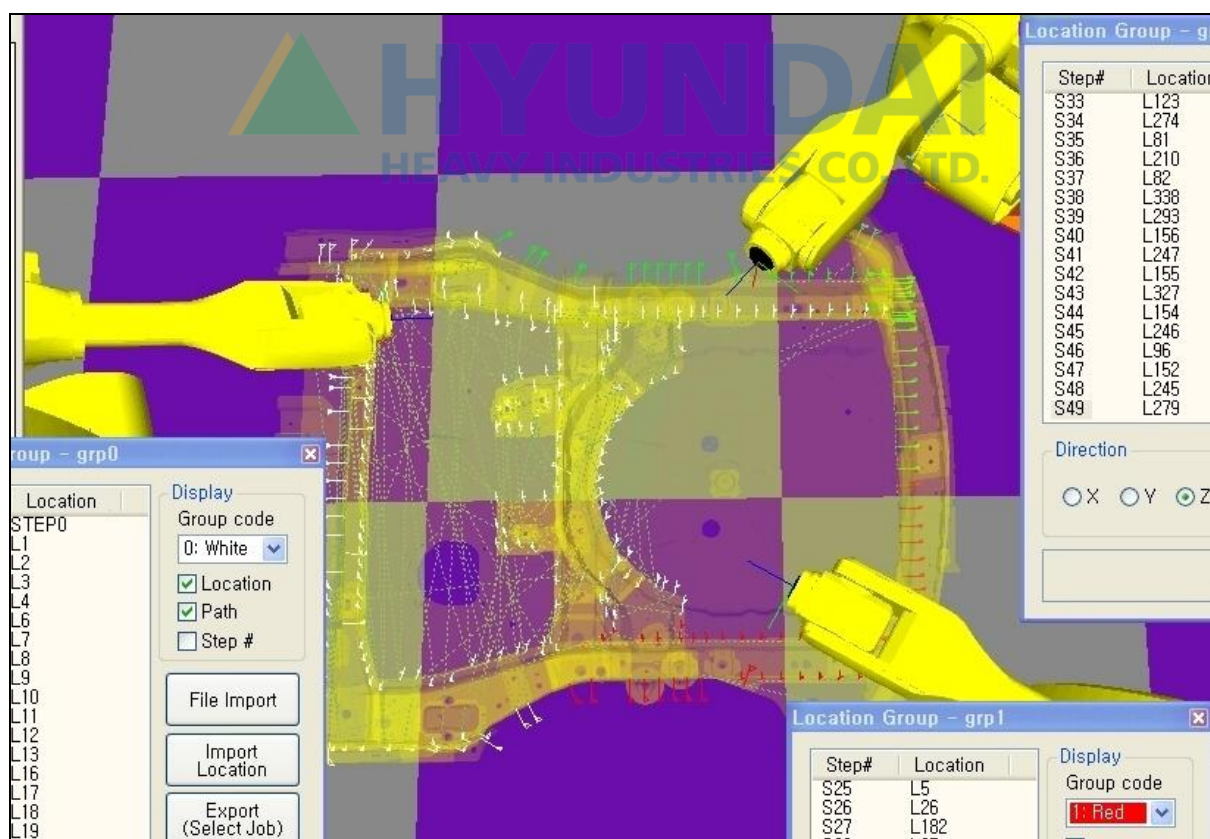 HYUNDAI
HEAVY INDUSTRIES CO., LTD.
Location Group - g
Step# Location
S33 L123
S34 L274
S35 L81
S36 L210
S37 L82
S38 L338
S39 L293
S40 L156
S41 L247
S42 L155
S43 L327
S44 L154
S45 L246
S46 L96
S47 L152
S48 L245
S49 L279
Direction
X Y Z
roup - grp0
Location
STEP0
L1
L2
L3
L4
L6
L7
L8
L9
L10
L11
L12
L13
L16
L17
L18
L19
Display
Group code
0: White
Location
Path
Step #
File Import
Import
Location
Export
(Select Job)
Location Group - grp1
Step# Location
S25 L5
S26 L26
S27 L182
Display
Group code
1: Red